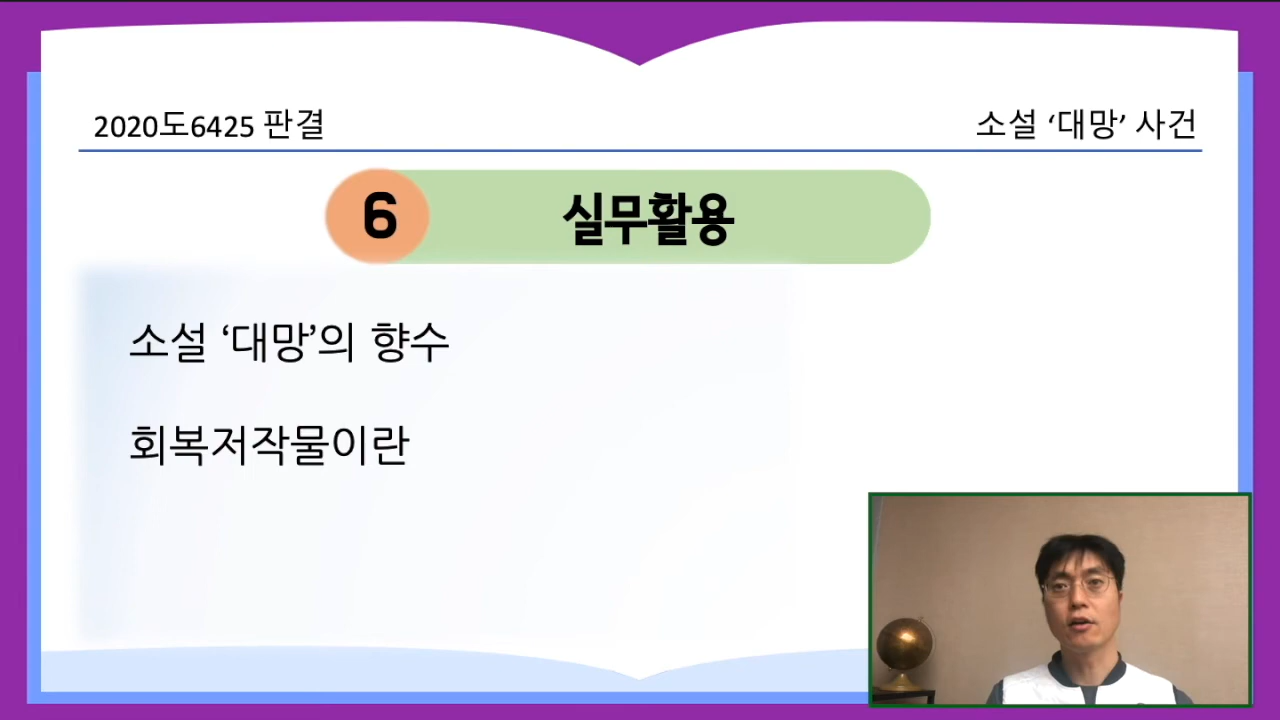 2020도6425 판결
소설 ‘대망’ 사건
6
실무활용
소설 ‘대망’의 향수
회복저작물이란